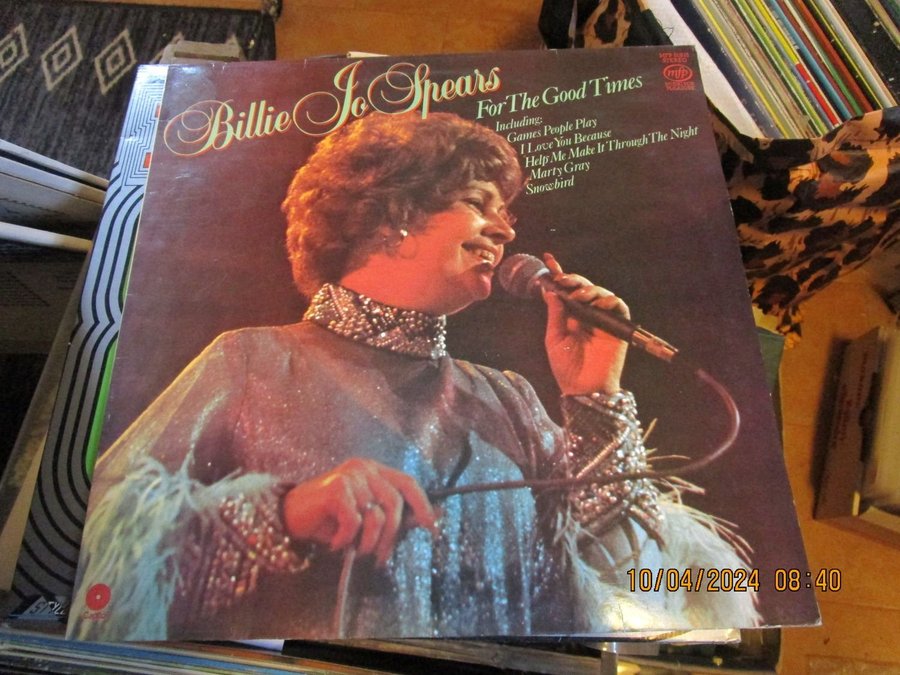 Billie Jo Spears
For The Good Times
Including:
Games People Play
I Love You Because
Help Me Make It Through The Night
Marty Gray
Snowbird
STEREO
mfp
10/04/2024 08:40